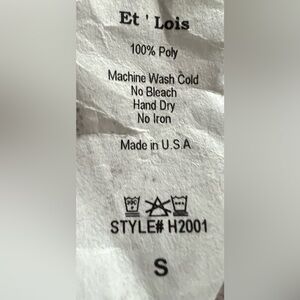 Et ' Lois
100% Poly
Machine Wash Cold
No Bleach
Hand Dry
No Iron
Made in U.S.A
STYLE# H2001
S